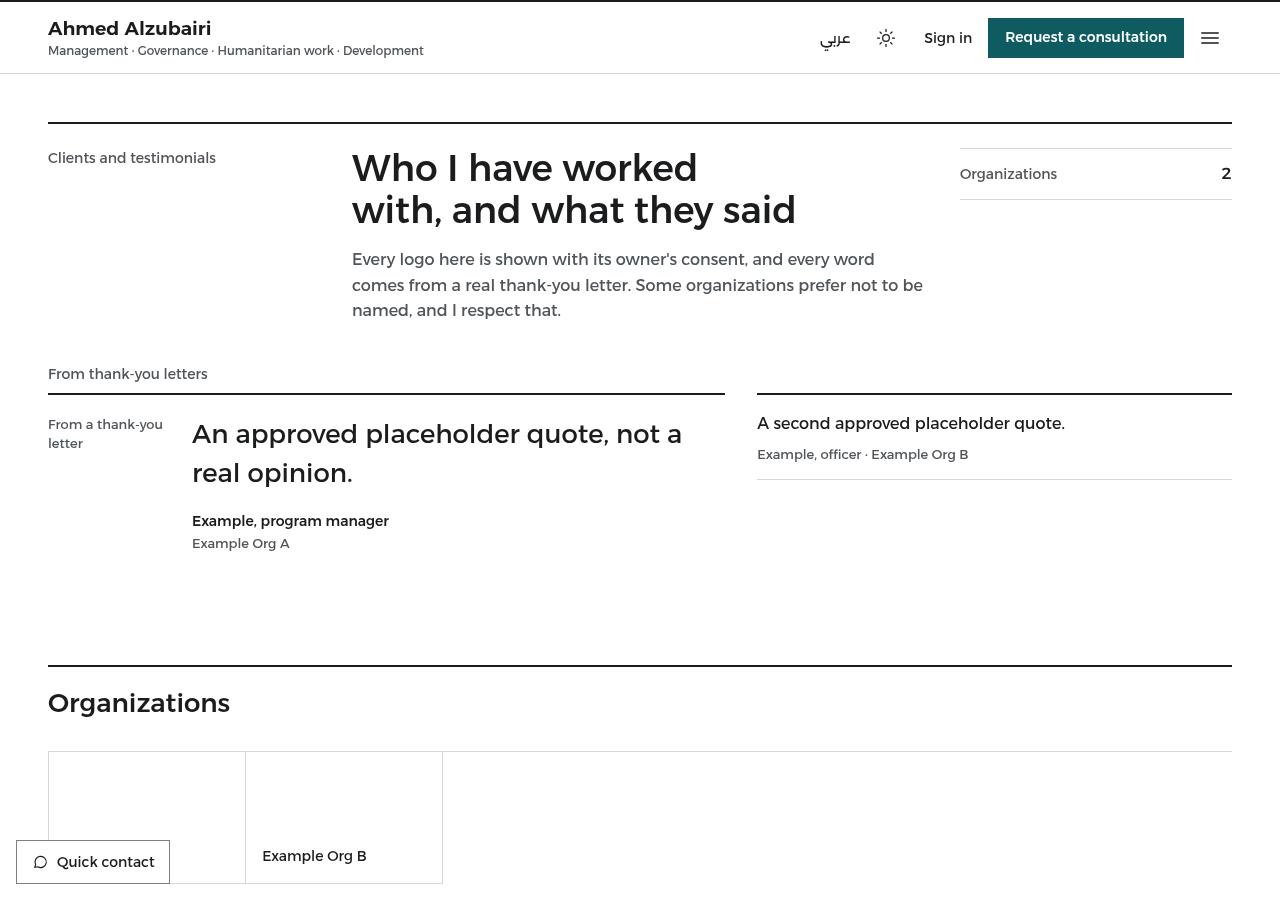 Ahmed Alzubairi
Management · Governance · Humanitarian work · Development
عربي
Sign in
Request a consultation
Clients and testimonials
Who I have worked
with, and what they said
Every logo here is shown with its owner's consent, and every word
comes from a real thank-you letter. Some organizations prefer not to be
named, and I respect that.
Organizations 2
From thank-you letters
From a thank-you
letter
An approved placeholder quote, not a
real opinion.
Example, program manager
Example Org A
A second approved placeholder quote.
Example, officer · Example Org B
Organizations
Example Org B
Quick contact